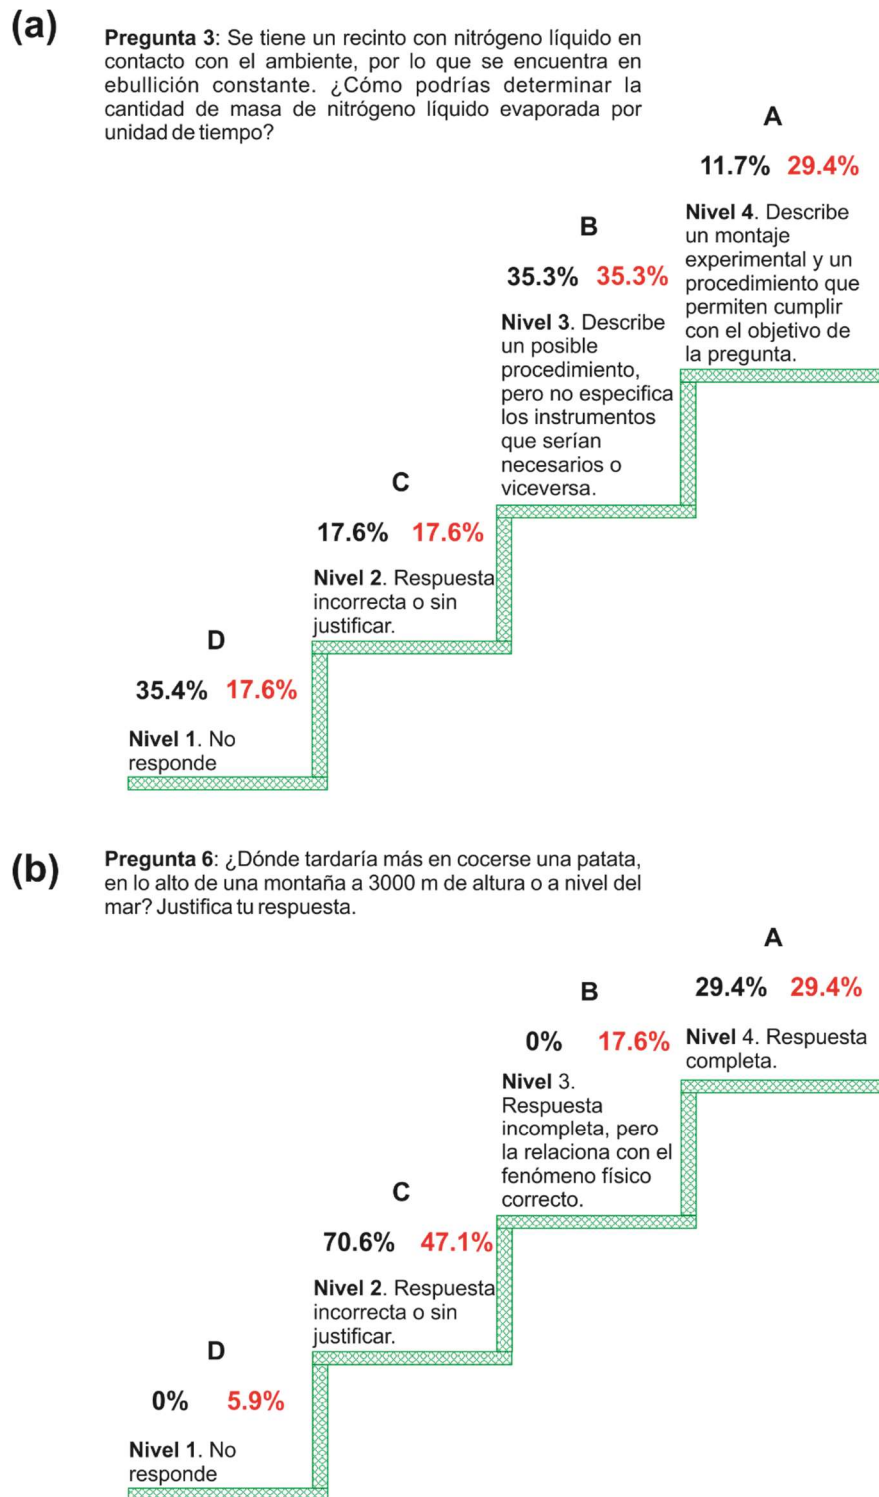 (a)
Pregunta 3: Se tiene un recinto con nitrógeno líquido en
contacto con el ambiente, por lo que se encuentra en
ebullición constante. ¿Cómo podrías determinar la
cantidad de masa de nitrógeno líquido evaporada por
unidad de tiempo?
A
11.7% 29.4%
Nivel 4. Describe
un montaje
experimental y un
procedimiento que
permiten cumplir
con el objetivo de
la pregunta.
B
35.3% 35.3%
Nivel 3. Describe
un posible
procedimiento,
pero no especifica
los instrumentos
que serían
necesarios o
viceversa.
C
17.6% 17.6%
Nivel 2. Respuesta
incorrecta o sin
justificar.
D
35.4% 17.6%
Nivel 1. No
responde
(b)
Pregunta 6: ¿Dónde tardaría más en cocerse una patata,
en lo alto de una montaña a 3000 m de altura o a nivel del
mar? Justifica tu respuesta.
A
29.4% 29.4%
Nivel 4. Respuesta
completa.
B
0% 17.6%
Nivel 3.
Respuesta
incompleta, pero
la relaciona con el
fenómeno físico
correcto.
C
70.6% 47.1%
Nivel 2. Respuesta
incorrecta o sin
justificar.
D
0% 5.9%
Nivel 1. No
responde